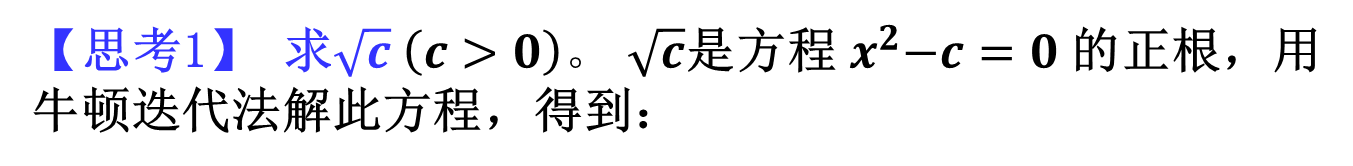 【思考1】 求√c (c > 0)。 √c是方程 x²−c = 0 的正根，用
牛顿迭代法解此方程，得到：